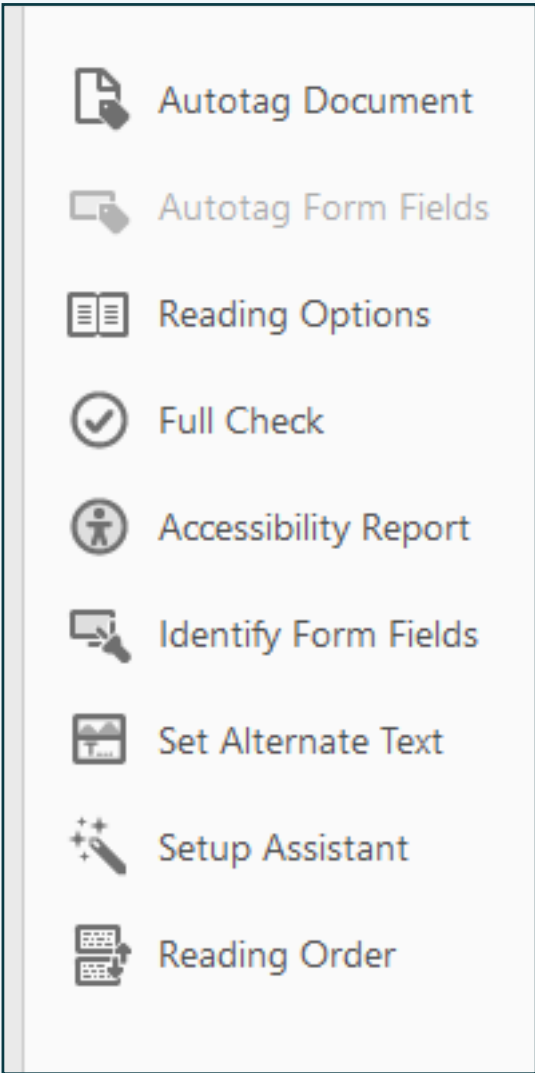 Autotag Document
Autotag Form Fields
Reading Options
Full Check
Accessibility Report
Identify Form Fields
T...
Set Alternate Text
Setup Assistant
Reading Order